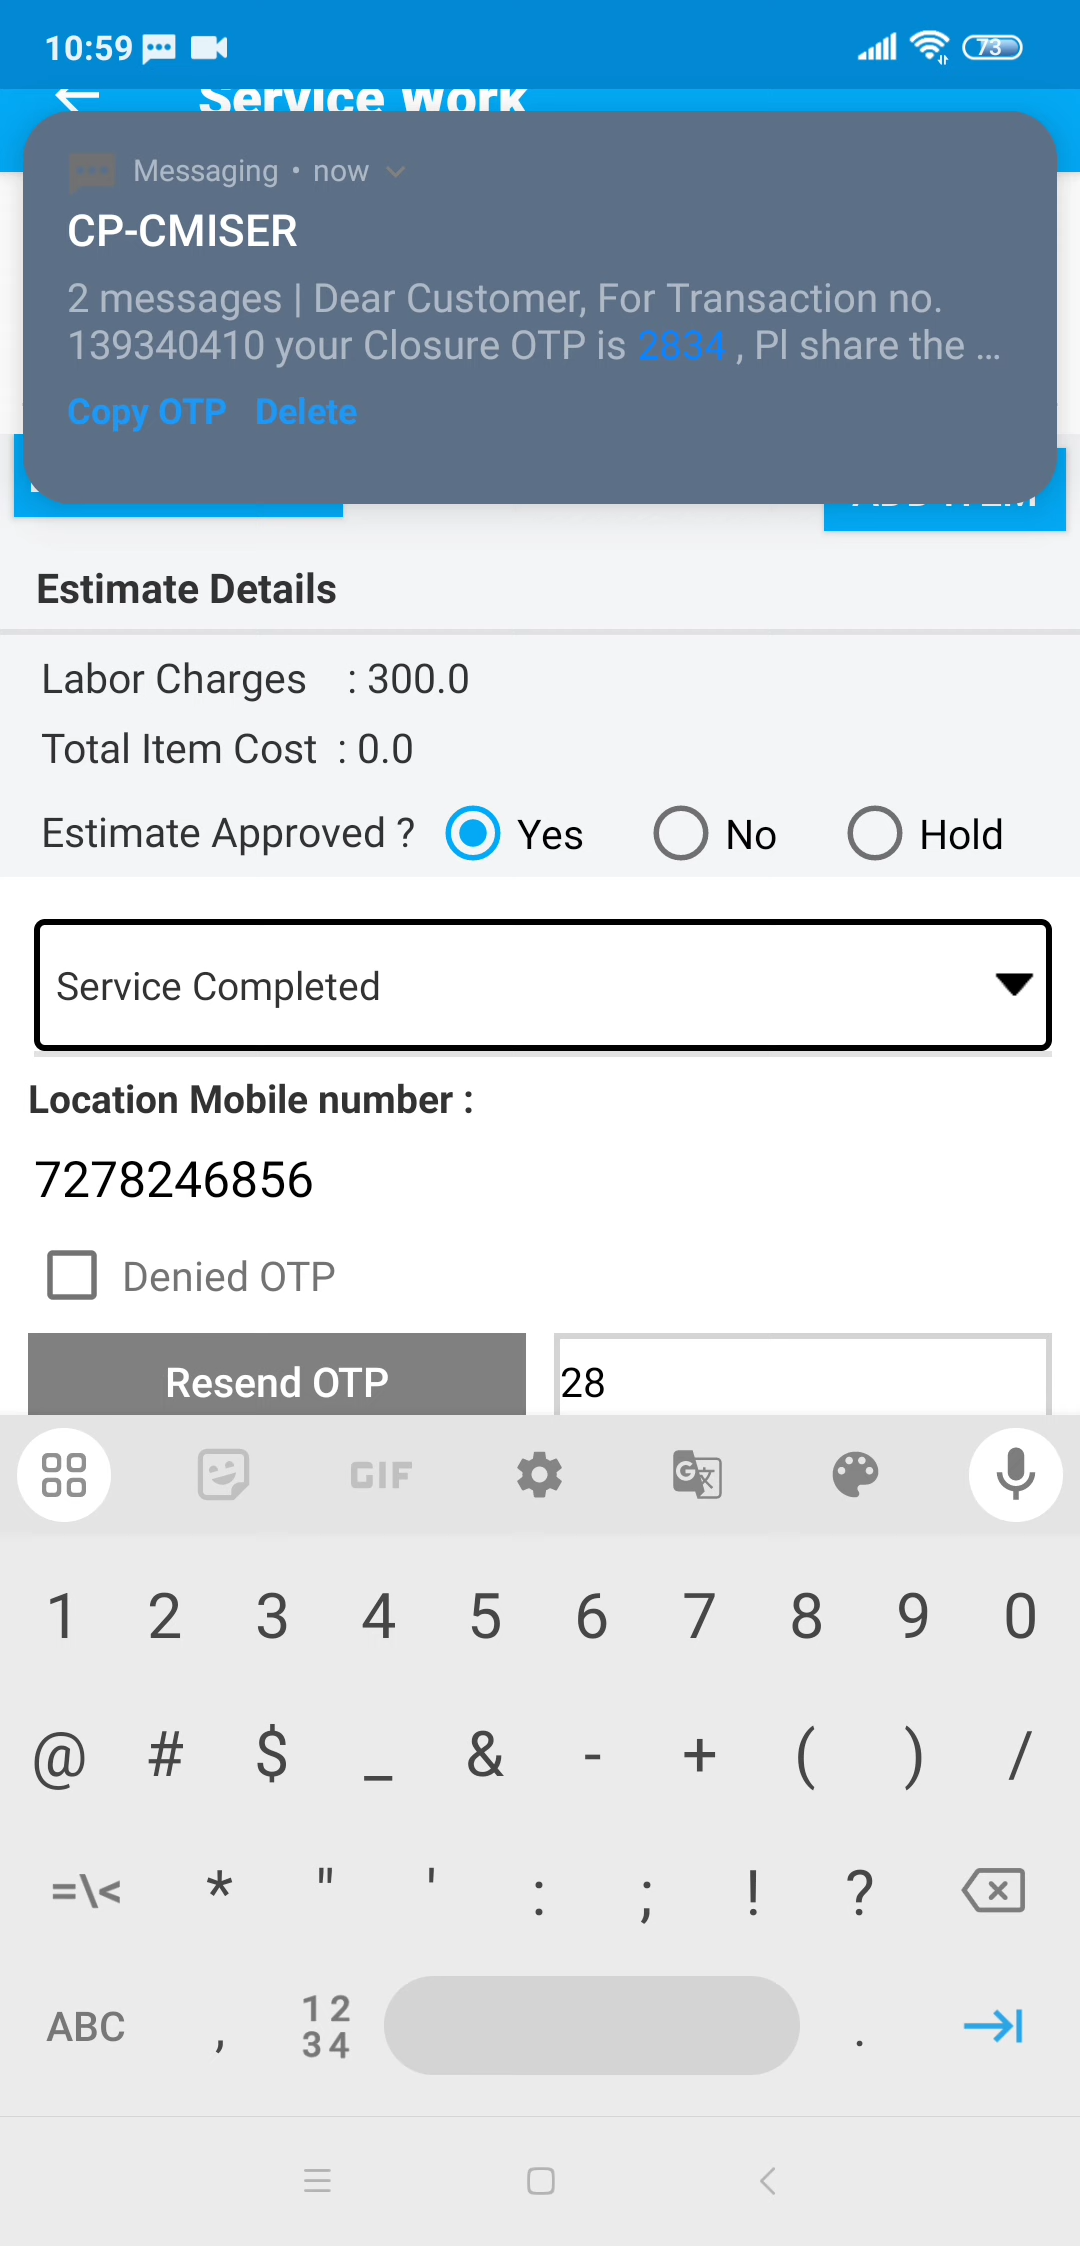 10:59
73
Service Work
Messaging • now
CP-CMISER
2 messages | Dear Customer, For Transaction no.
139340410 your Closure OTP is 2834 , Pl share the ...
Copy OTP Delete
ADD ITEM
Estimate Details
Labor Charges : 300.0
Total Item Cost : 0.0
Estimate Approved ? Yes No Hold
Service Completed
Location Mobile number :
7278246856
Denied OTP
Resend OTP 28
GIF
1 2 3 4 5 6 7 8 9 0
@ # $ _ & - + ( ) /
=\< * " ' : ; ! ?
ABC , 12 34 .